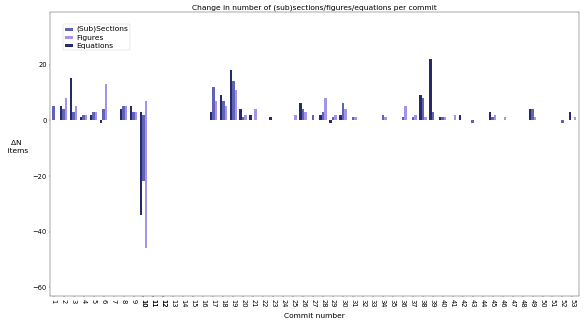 Change in number of (sub)sections/figures/equations per commit
(Sub)Sections
Figures
Equations
20
0
−20
−40
−60
ΔN
items
1 2 3 4 5 6 7 8 9 10 11 12 13 14 15 16 17 18 19 20 21 22 23 24 25 26 27 28 29 30 31 32 33 34 35 36 37 38 39 40 41 42 43 44 45 46 47 48 49 50 51 52 53
Commit number